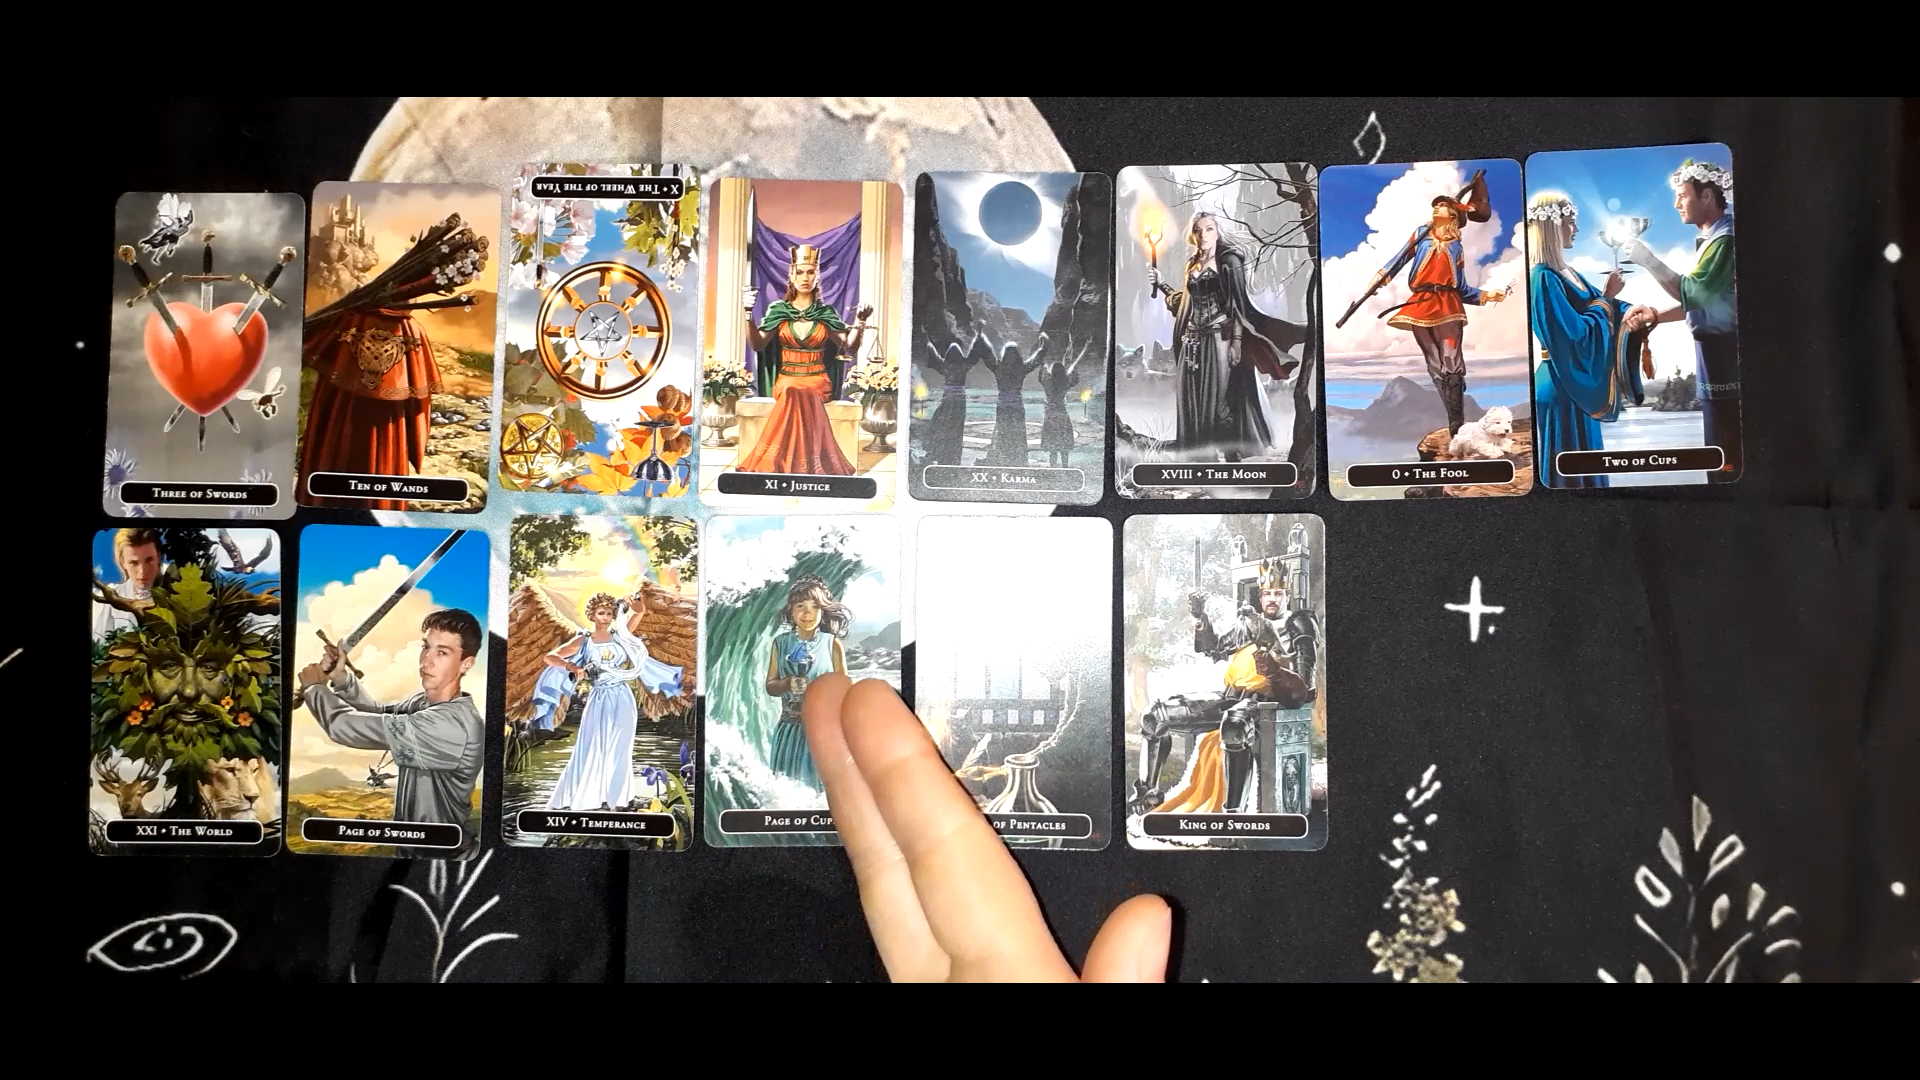 THREE OF SWORDS
TEN OF WANDS
X • THE WHEEL OF THE YEAR
XI • JUSTICE
XX • KARMA
XVIII • THE MOON
0 • THE FOOL
TWO OF CUPS
XXI • THE WORLD
PAGE OF SWORDS
XIV • TEMPERANCE
PAGE OF CUP
OF PENTACLES
KING OF SWORDS